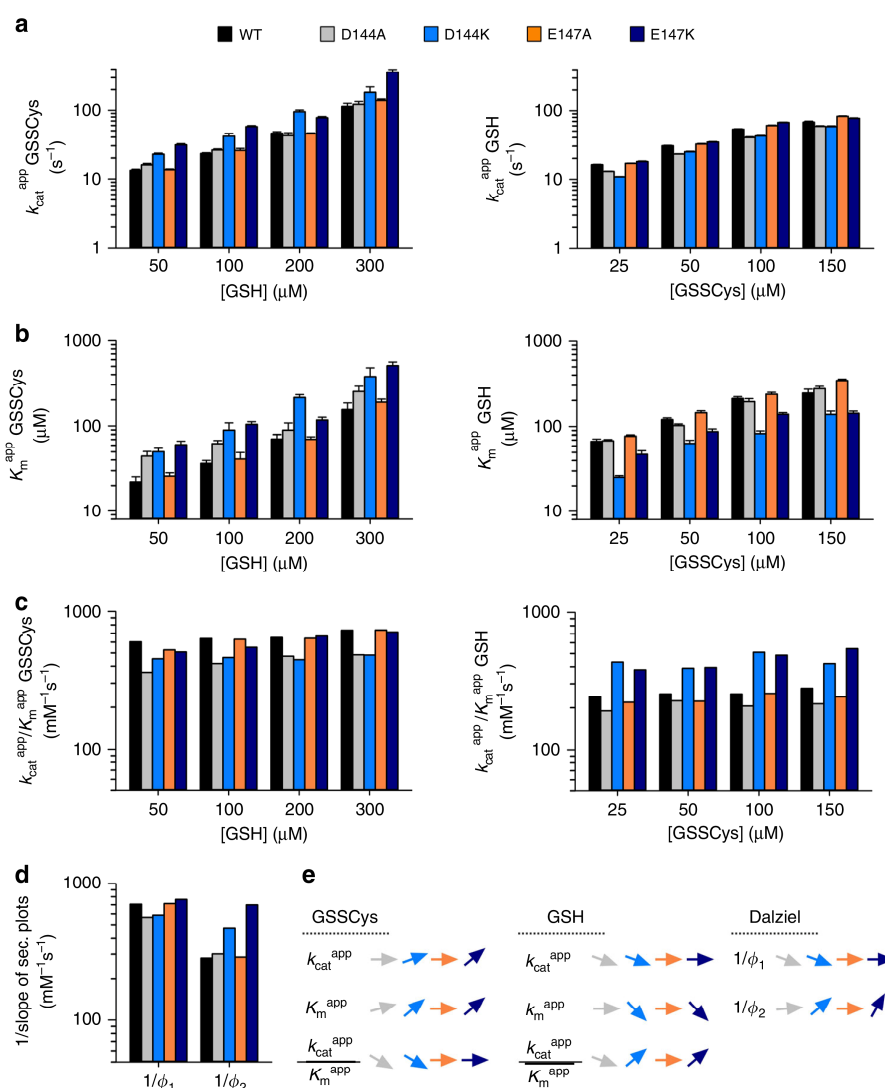 a
WT D144A D144K E147A E147K
k_cat^app GSSCys
(s⁻¹)
100
10
1
50 100 200 300
[GSH] (μM)
k_cat^app GSH
(s⁻¹)
100
10
1
25 50 100 150
[GSSCys] (μM)
b
K_m^app GSSCys
(μM)
1000
100
10
50 100 200 300
[GSH] (μM)
K_m^app GSH
(μM)
1000
100
10
25 50 100 150
[GSSCys] (μM)
c
k_cat^app/K_m^app GSSCys
(mM⁻¹s⁻¹)
1000
100
50 100 200 300
[GSH] (μM)
k_cat^app/K_m^app GSH
(mM⁻¹s⁻¹)
1000
100
25 50 100 150
[GSSCys] (μM)
d
1/slope of sec. plots
(mM⁻¹s⁻¹)
1000
100
1/ϕ₁ 1/ϕ₂
e
GSSCys
k_cat^app
K_m^app
k_cat^app
K_m^app
GSH
k_cat^app
k_m^app
k_cat^app
K_m^app
Dalziel
1/ϕ₁
1/ϕ₂